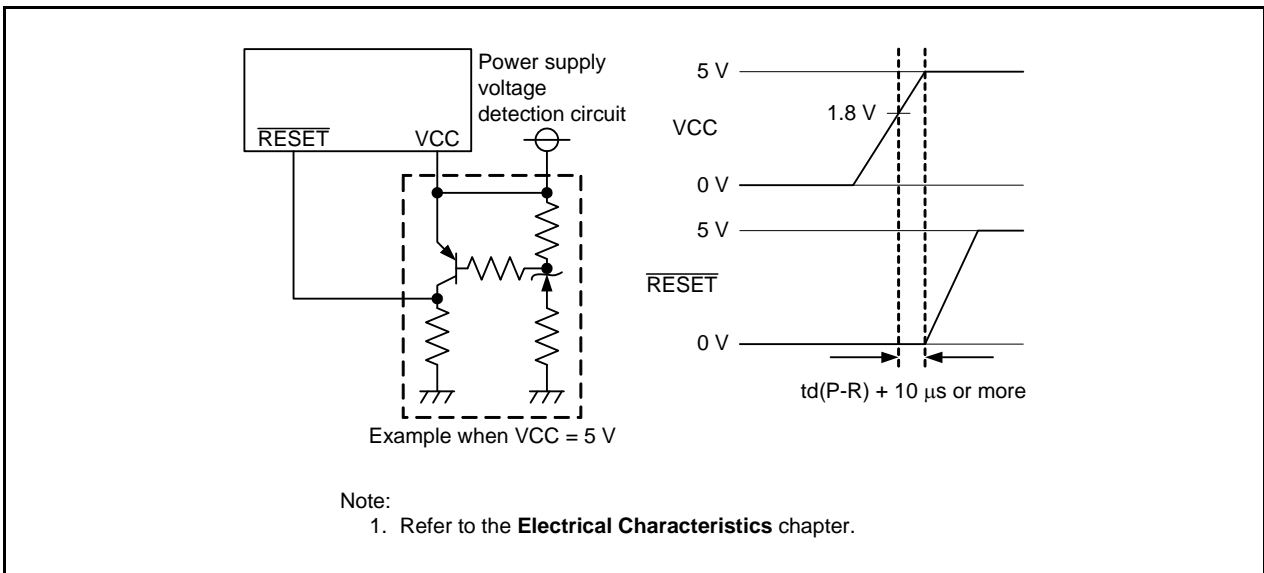 Power supply
voltage
detection circuit
RESET VCC
Example when VCC = 5 V
5 V
1.8 V
VCC
0 V
5 V
RESET
0 V
td(P-R) + 10 μs or more
Note:
1. Refer to the Electrical Characteristics chapter.